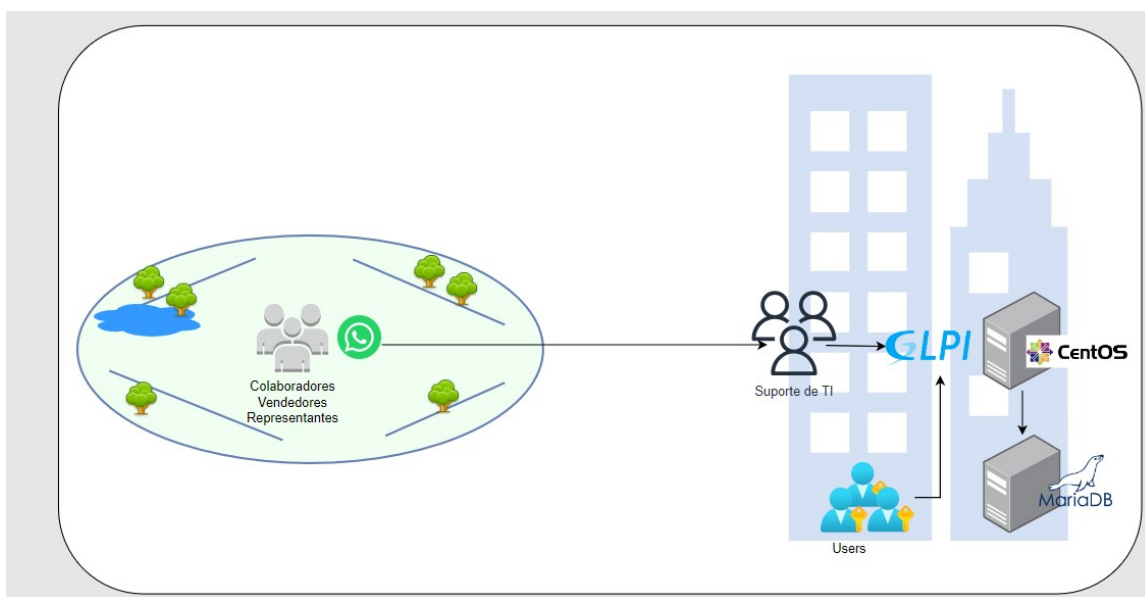 Colaboradores
Vendedores
Representantes
Suporte de TI
GLPI
CentOS
MariaDB
Users